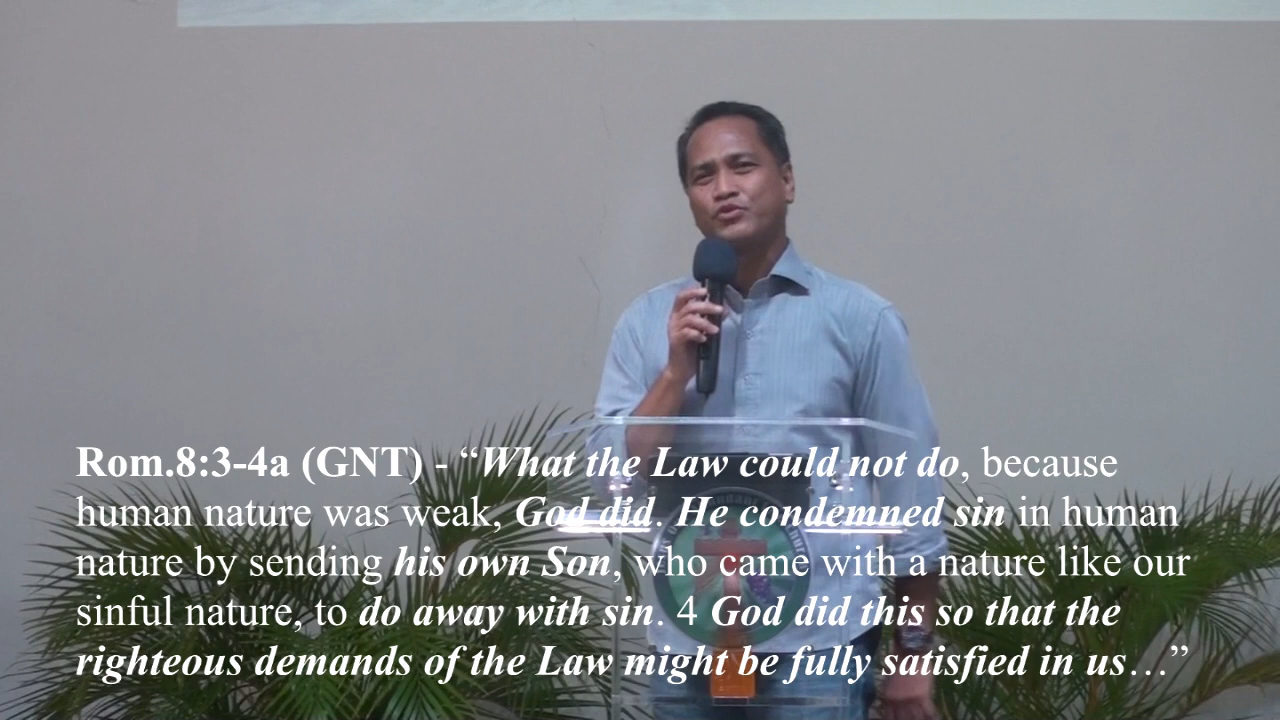 Rom.8:3-4a (GNT) - “What the Law could not do, because
human nature was weak, God did. He condemned sin in human
nature by sending his own Son, who came with a nature like our
sinful nature, to do away with sin. 4 God did this so that the
righteous demands of the Law might be fully satisfied in us…”